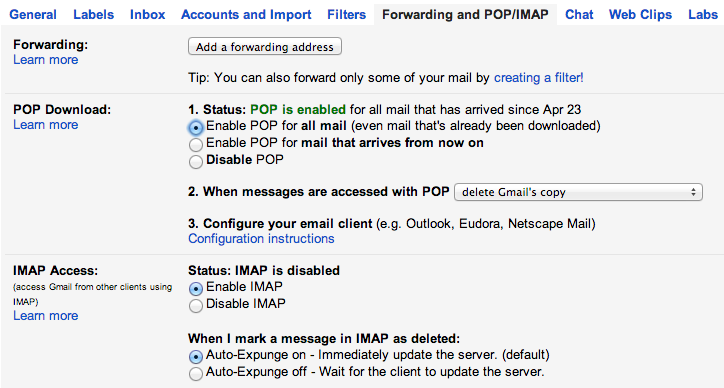 General Labels Inbox Accounts and Import Filters Forwarding and POP/IMAP Chat Web Clips Labs
Forwarding: Add a forwarding address
Learn more
Tip: You can also forward only some of your mail by creating a filter!
POP Download: 1. Status: POP is enabled for all mail that has arrived since Apr 23
Learn more Enable POP for all mail (even mail that's already been downloaded)
Enable POP for mail that arrives from now on
Disable POP
2. When messages are accessed with POP delete Gmail's copy
3. Configure your email client (e.g. Outlook, Eudora, Netscape Mail)
Configuration instructions
IMAP Access: Status: IMAP is disabled
(access Gmail from other clients using Enable IMAP
IMAP) Disable IMAP
Learn more
When I mark a message in IMAP as deleted:
Auto-Expunge on - Immediately update the server. (default)
Auto-Expunge off - Wait for the client to update the server.